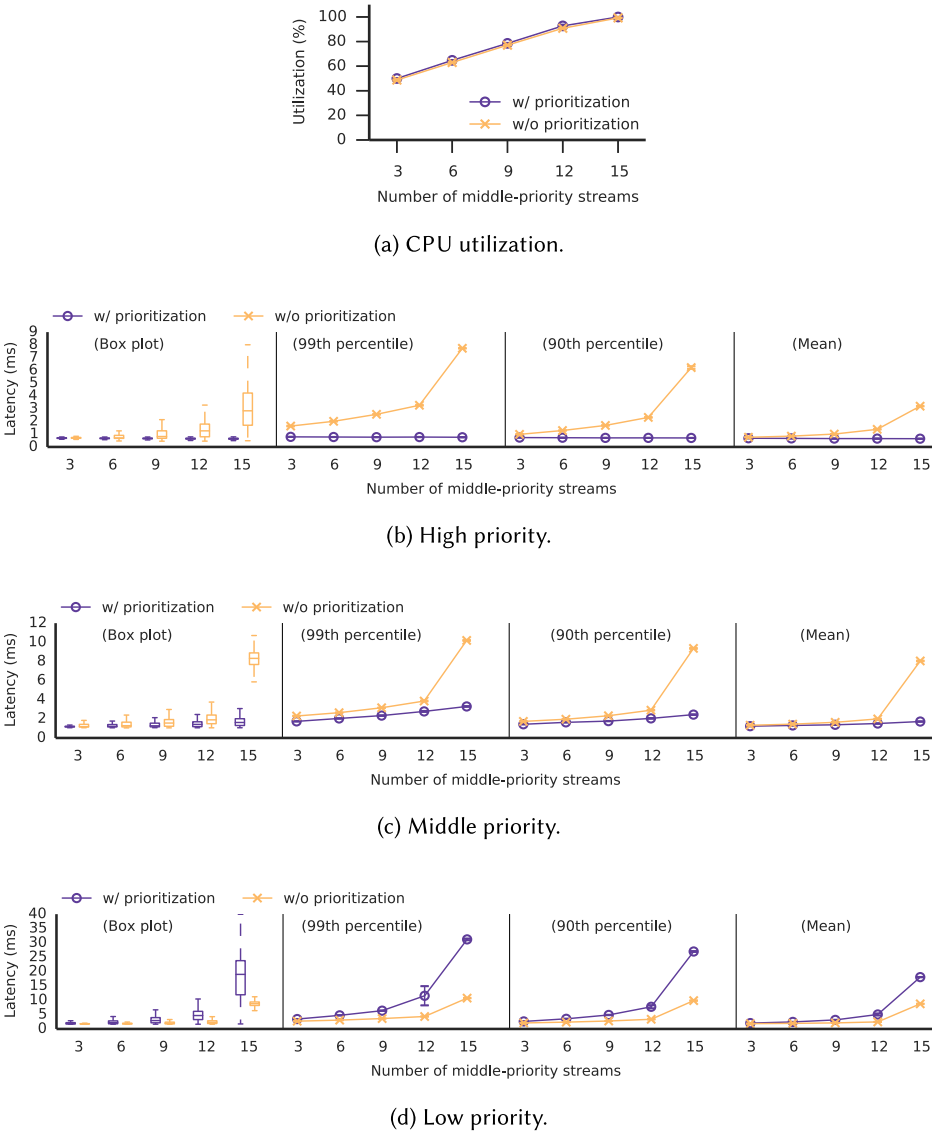 100
80
60
40
20
0
Utilization (%)
w/ prioritization
w/o prioritization
3 6 9 12 15
Number of middle-priority streams
(a) CPU utilization.
w/ prioritization w/o prioritization
(Box plot) (99th percentile) (90th percentile) (Mean)
9
8
7
6
5
4
3
2
1
0
Latency (ms)
3 6 9 12 15 3 6 9 12 15 3 6 9 12 15 3 6 9 12 15
Number of middle-priority streams
(b) High priority.
w/ prioritization w/o prioritization
(Box plot) (99th percentile) (90th percentile) (Mean)
12
10
8
6
4
2
0
Latency (ms)
3 6 9 12 15 3 6 9 12 15 3 6 9 12 15 3 6 9 12 15
Number of middle-priority streams
(c) Middle priority.
w/ prioritization w/o prioritization
(Box plot) (99th percentile) (90th percentile) (Mean)
40
35
30
25
20
15
10
5
0
Latency (ms)
3 6 9 12 15 3 6 9 12 15 3 6 9 12 15 3 6 9 12 15
Number of middle-priority streams
(d) Low priority.